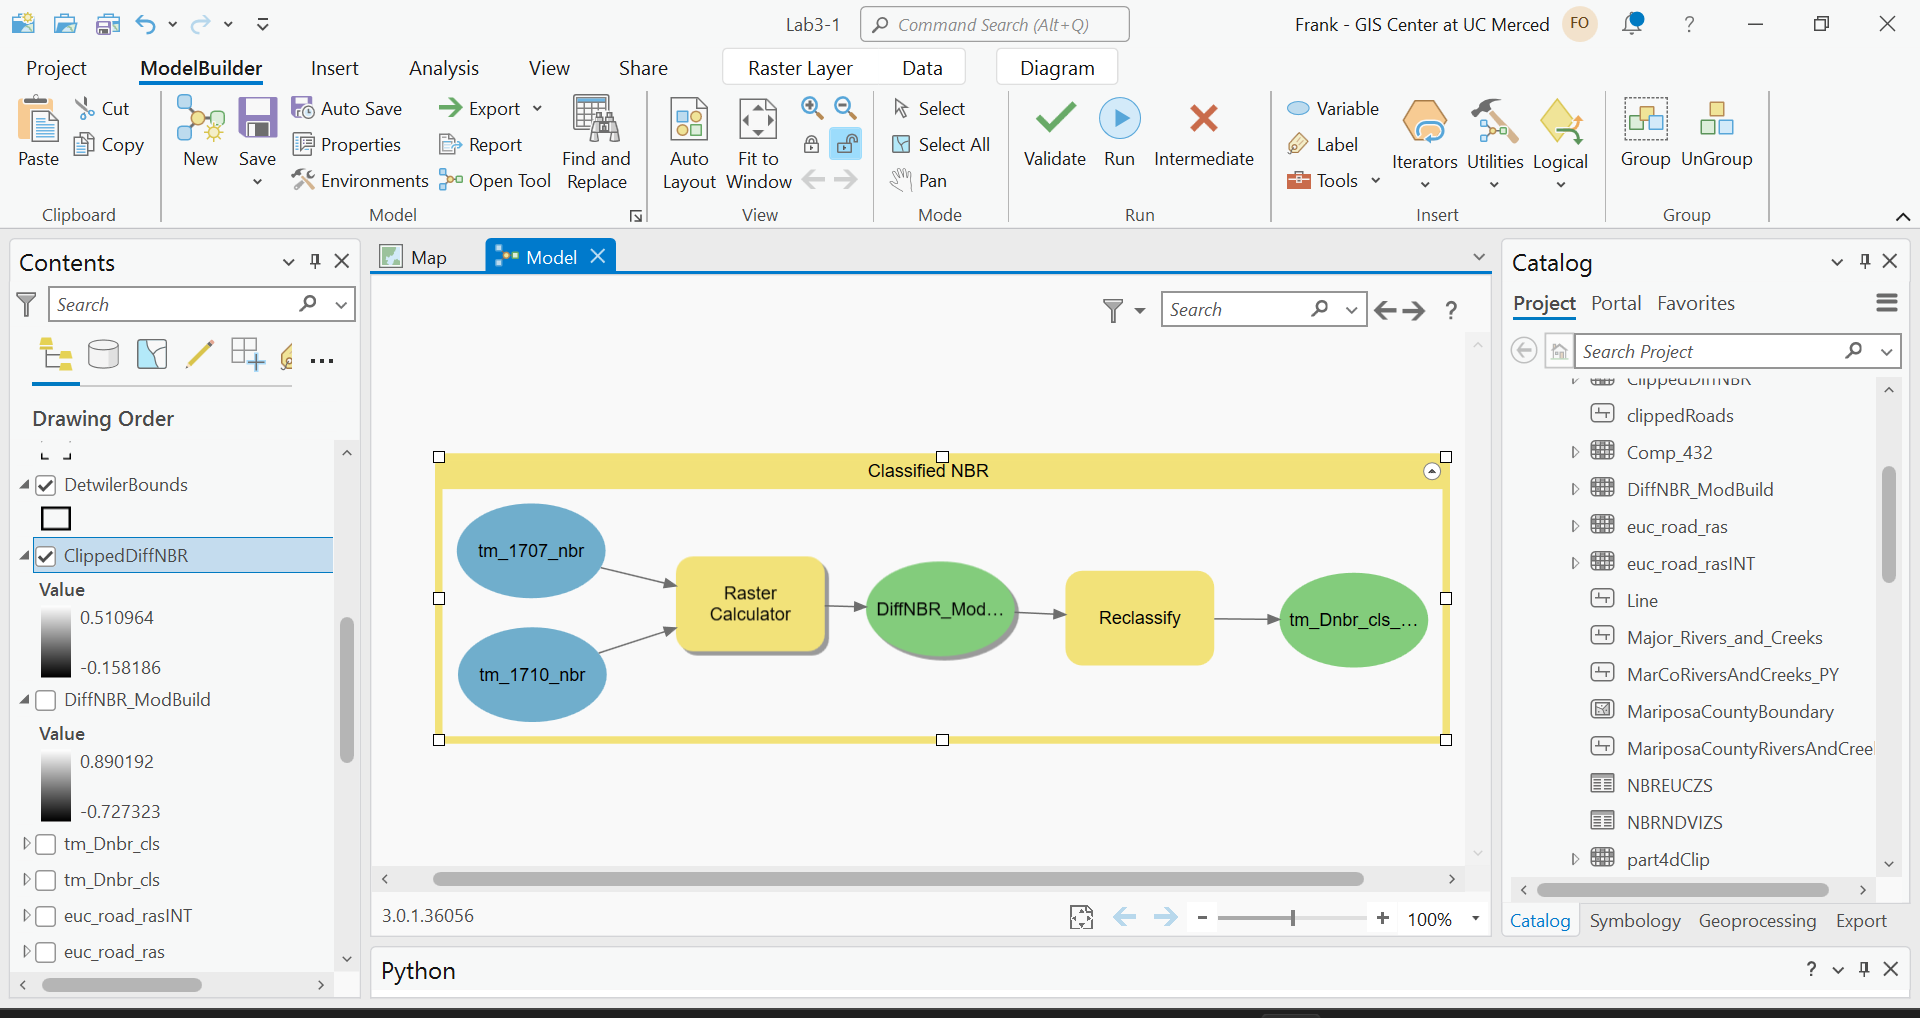 Lab3-1
Command Search (Alt+Q)
Frank - GIS Center at UC Merced
FO
?
Project
ModelBuilder
Insert
Analysis
View
Share
Raster Layer
Data
Diagram
Paste
Cut
Copy
Clipboard
New
Save
Auto Save
Properties
Environments
Export
Report
Open Tool
Find and
Replace
Model
Auto
Layout
Fit to
Window
View
Select
Select All
Pan
Mode
Validate
Run
Intermediate
Run
Variable
Label
Tools
Iterators
Utilities
Logical
Insert
Group
UnGroup
Group
Contents
Search
...
Drawing Order
DetwilerBounds
ClippedDiffNBR
Value
0.510964
-0.158186
DiffNBR_ModBuild
Value
0.890192
-0.727323
tm_Dnbr_cls
tm_Dnbr_cls
euc_road_rasINT
euc_road_ras
Map
Model
Search
?
Classified NBR
tm_1707_nbr
tm_1710_nbr
Raster
Calculator
DiffNBR_Mod...
Reclassify
tm_Dnbr_cls_...
3.0.1.36056
-
+
100%
Python
?
Catalog
Project
Portal
Favorites
Search Project
ClippedDiffNBR
clippedRoads
Comp_432
DiffNBR_ModBuild
euc_road_ras
euc_road_rasINT
Line
Major_Rivers_and_Creeks
MarCoRiversAndCreeks_PY
MariposaCountyBoundary
MariposaCountyRiversAndCree
NBREUCZS
NBRNDVIZS
part4dClip
Catalog
Symbology
Geoprocessing
Export